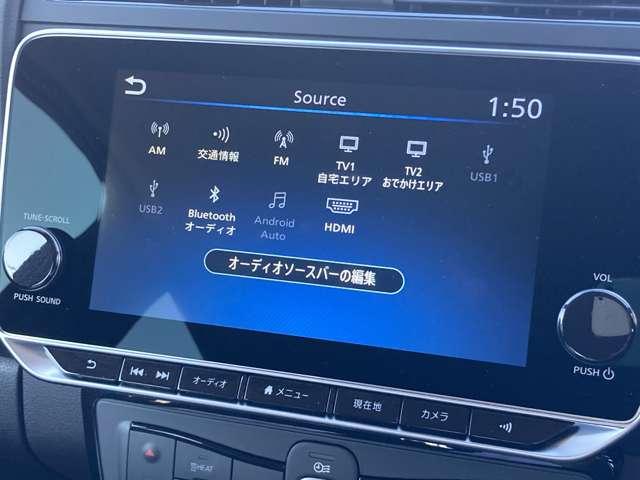 Source
1:50
AM
交通情報
FM
TV1
自宅エリア
TV2
おでかけエリア
USB1
USB2
Bluetooth
オーディオ
Android
Auto
HDMI
オーディオソースバーの編集
TUNE·SCROLL
PUSH SOUND
VOL
PUSH
オーディオ
メニュー
現在地
カメラ
HEAT